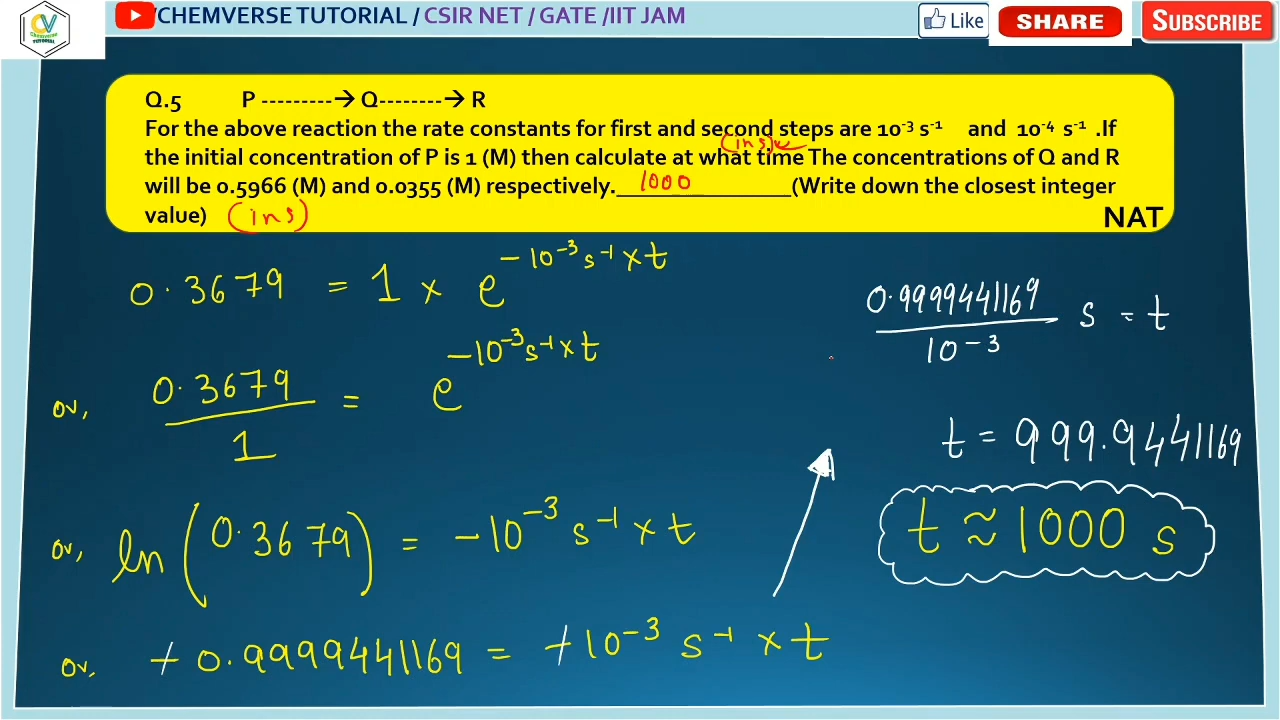 CV
CHEMVERSE
TUTORIAL
/CHEMVERSE TUTORIAL / CSIR NET / GATE /IIT JAM
Like
SHARE
SUBSCRIBE
Q.5 P ---------→ Q--------→ R
For the above reaction the rate constants for first and second steps are 10⁻³ s⁻¹ and 10⁻⁴ s⁻¹ .If
(in s)
the initial concentration of P is 1 (M) then calculate at what time The concentrations of Q and R
will be 0.5966 (M) and 0.0355 (M) respectively. 1000 (Write down the closest integer
value) (in s) NAT
0.3679 = 1 × e^{-10⁻³ s⁻¹ × t}
or, 0.3679/1 = e^{-10⁻³ s⁻¹ × t}
or, ln (0.3679) = -10⁻³ s⁻¹ × t
or, ∤ 0.9999441169 = ∤ 10⁻³ s⁻¹ × t
0.9999441169/10⁻³ s = t
t = 999.9441169
t ≈ 1000 s